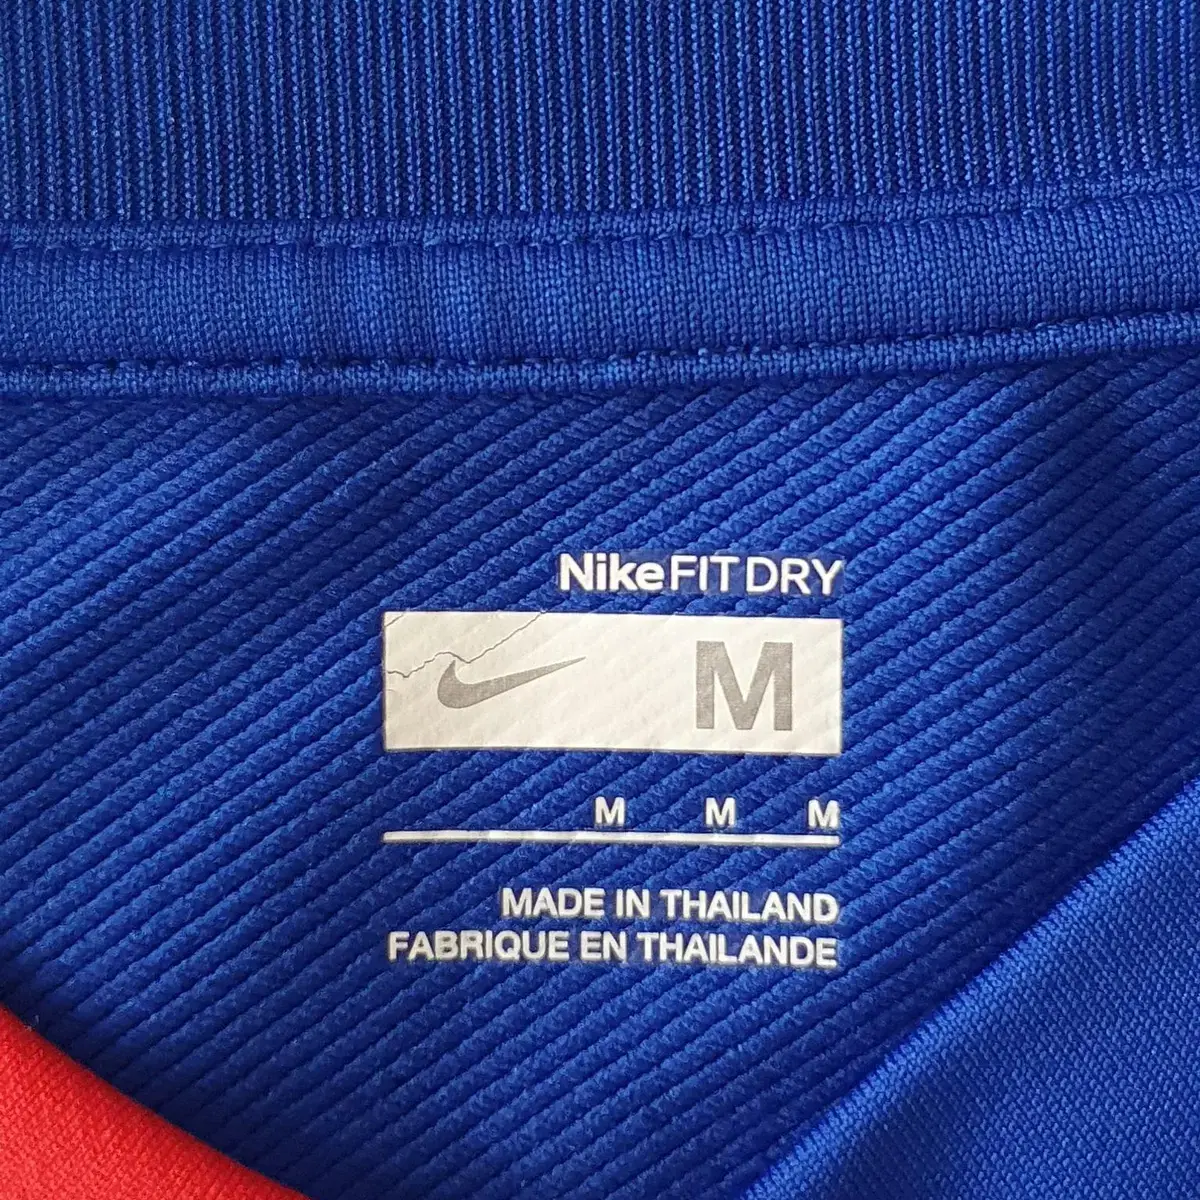 NikeFIT DRY
M
M M M
MADE IN THAILAND
FABRIQUE EN THAILANDE